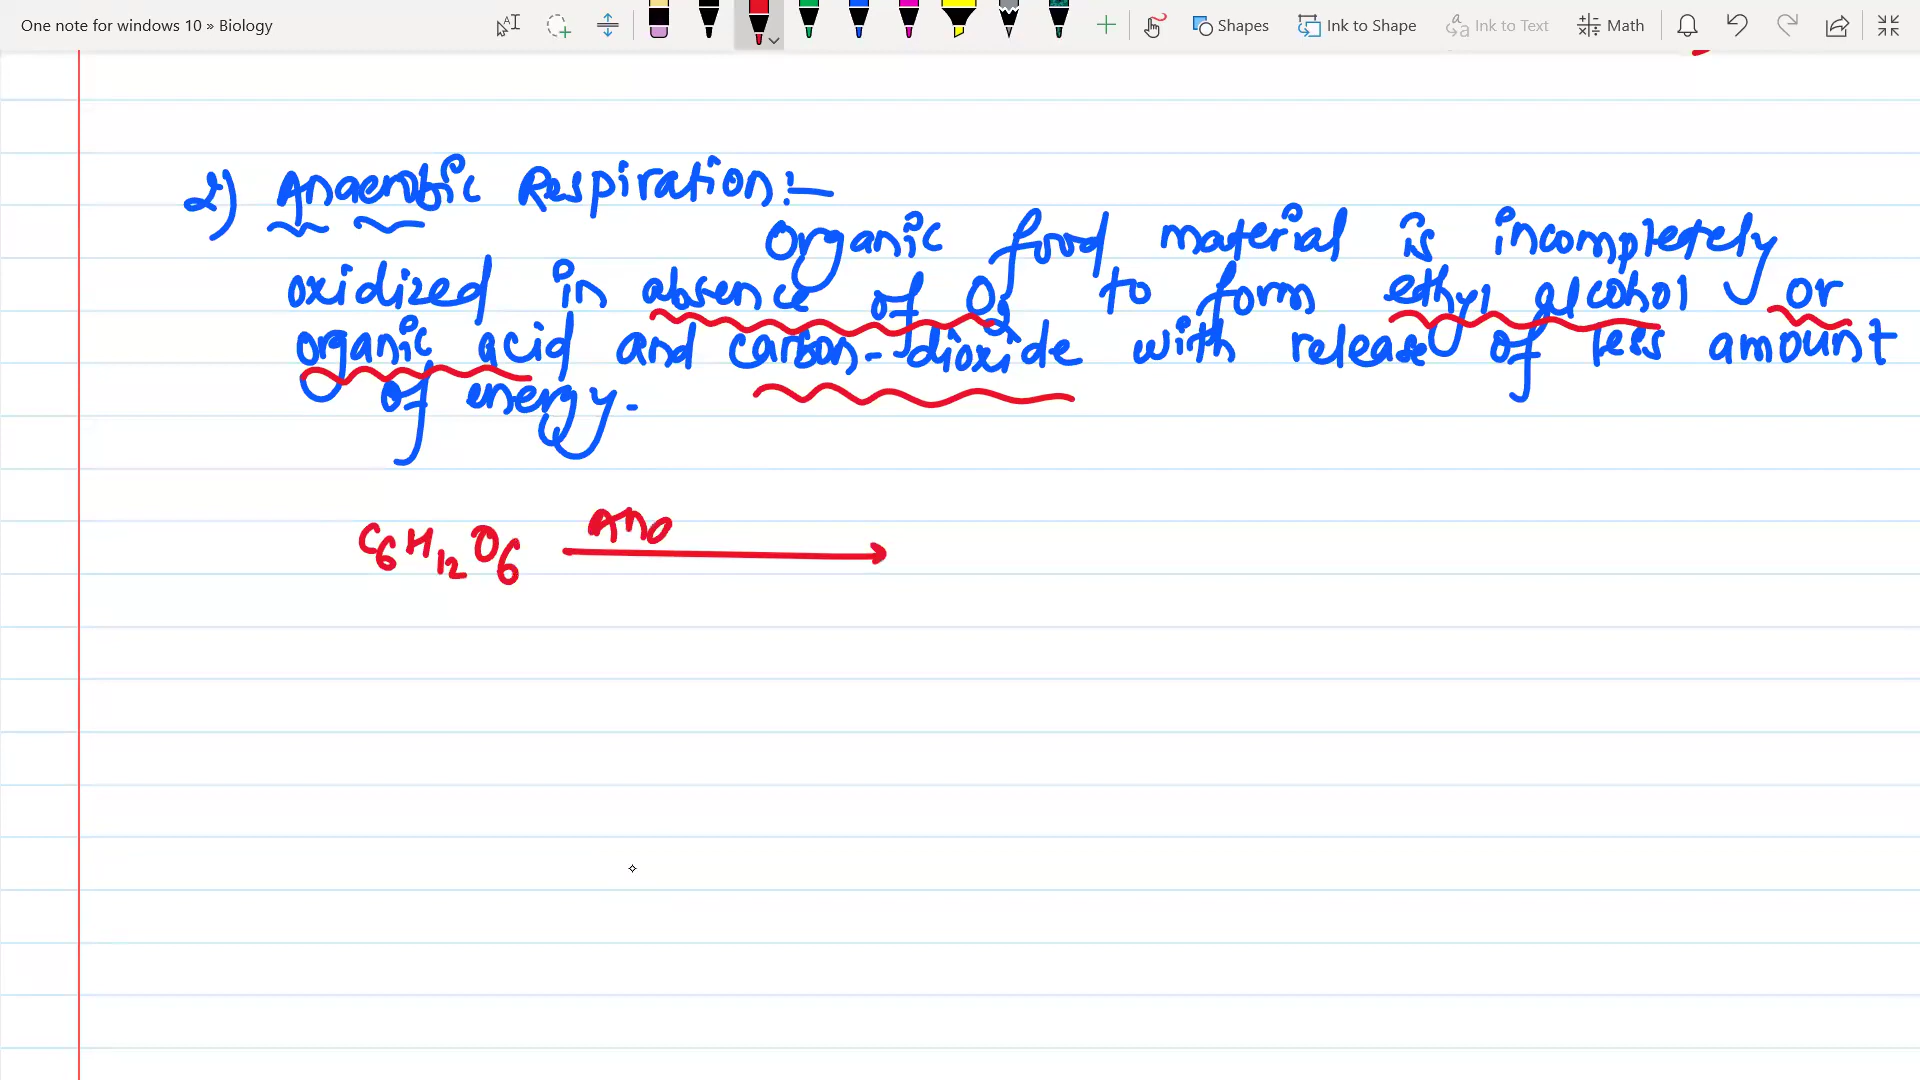 One note for windows 10 » Biology
Shapes Ink to Shape Ink to Text Math
2) Anaerobic Respiration:-
Organic food material is incompletely
oxidized in absence of O2 to form ethyl alcohol or
organic acid and carbon-dioxide with release of less amount
of energy.
C6H12O6 Ano